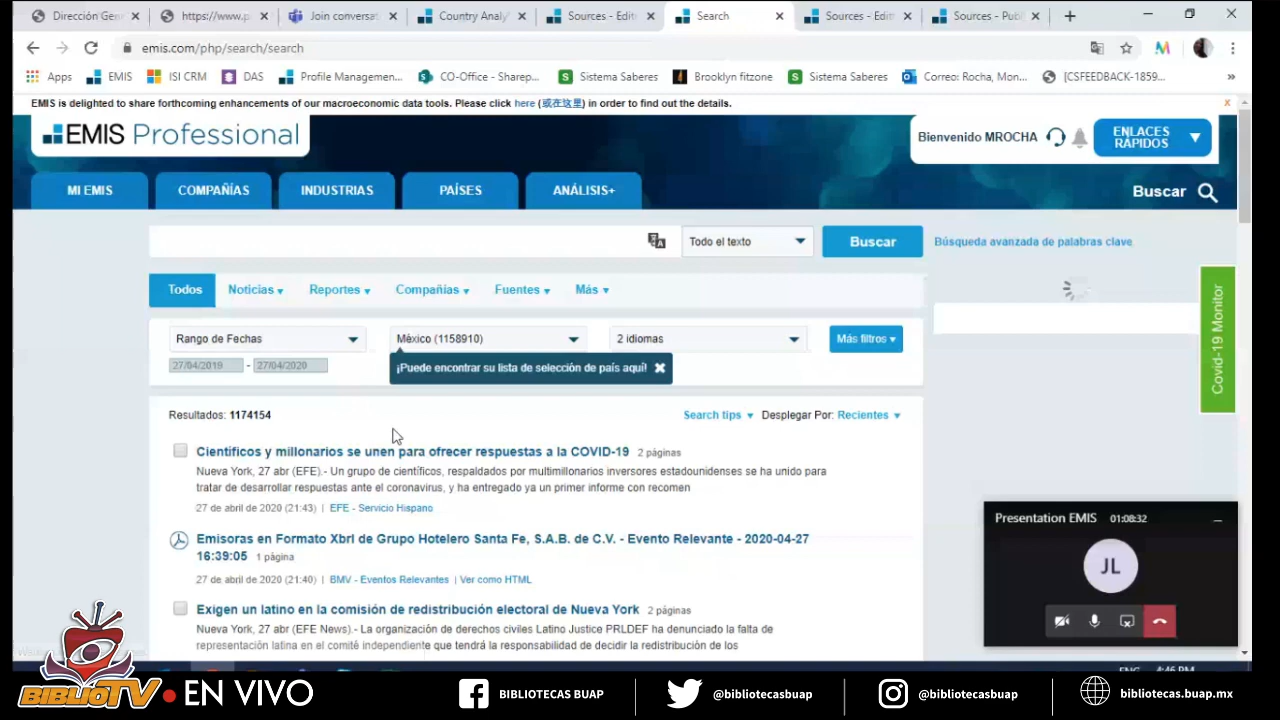 Dirección Gen
https://www.p
Join conversat
Country Analy
Sources - Edit
Search
Sources - Edit
Sources - Publ
emis.com/php/search/search
Apps
EMIS
ISI CRM
DAS
Profile Managemen...
CO-Office - Sharep...
Sistema Saberes
Brooklyn fitzone
Sistema Saberes
Correo: Rocha, Mon...
[CSFEEDBACK-1859...
EMIS is delighted to share forthcoming enhancements of our macroeconomic data tools. Please click here (或在这里) in order to find out the details.
EMIS Professional
Bienvenido MROCHA
ENLACES
RÁPIDOS
MI EMIS
COMPAÑÍAS
INDUSTRIAS
PAÍSES
ANÁLISIS+
Buscar
Todo el texto
Buscar
Búsqueda avanzada de palabras clave
Todos
Noticias
Reportes
Compañías
Fuentes
Más
Rango de Fechas
México (1158910)
2 idiomas
Más filtros
27/04/2019 - 27/04/2020
¡Puede encontrar su lista de selección de país aquí!
Covid-19 Monitor
Resultados: 1174154
Search tips
Desplegar Por: Recientes
Científicos y millonarios se unen para ofrecer respuestas a la COVID-19 2 páginas
Nueva York, 27 abr (EFE).- Un grupo de científicos, respaldados por multimillonarios inversores estadounidenses se ha unido para
tratar de desarrollar respuestas ante el coronavirus, y ha entregado ya un primer informe con recomen
27 de abril de 2020 (21:43) | EFE - Servicio Hispano
Emisoras en Formato Xbrl de Grupo Hotelero Santa Fe, S.A.B. de C.V. - Evento Relevante - 2020-04-27
16:39:05 1 página
27 de abril de 2020 (21:40) | BMV - Eventos Relevantes | Ver como HTML
Exigen un latino en la comisión de redistribución electoral de Nueva York 2 páginas
Nueva York, 27 abr (EFE News).- La organización de derechos civiles Latino Justice PRLDEF ha denunciado la falta de
representación latina en el comité independiente que tendrá la responsabilidad de decidir la redistribución de los
Presentation EMIS 01:08:32
JL
ENG 4:46 PM
BIBLIOTV
EN VIVO
BIBLIOTECAS BUAP
@bibliotecasbuap
@bibliotecasbuap
bibliotecas.buap.mx